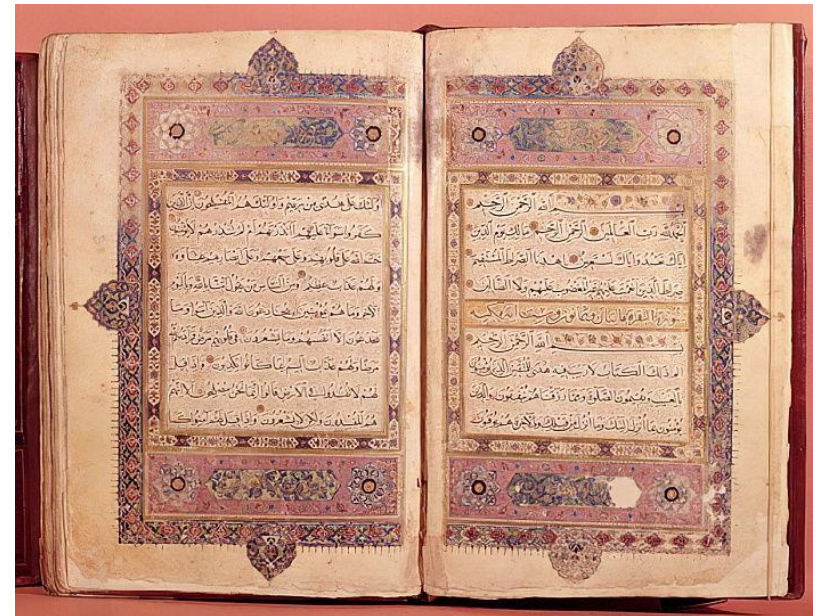 بسم الله الرحمن الرحيم
الحمد لله رب العالمين الرحمن الرحيم مالك يوم الدين
اياك نعبد واياك نستعين اهدنا الصراط المستقيم
صراط الذين انعمت عليهم غير المغضوب عليهم ولا الضالين
سورة البقرة مائتان وثمانون وست اية
بسم الله الرحمن الرحيم
الم ذلك الكتاب لا ريب فيه هدى للمتقين الذين يؤمنون
بالغيب ويقيمون الصلوة ومما رزقناهم ينفقون والذين
يؤمنون بما انزل اليك وما انزل من قبلك وبالاخرة هم يوقنون
اولئك على هدى من ربهم واولئك هم المفلحون ان الذين
كفروا سواء عليهم ءانذرتهم ام لم تنذرهم لا يؤمنون
ختم الله على قلوبهم وعلى سمعهم وعلى ابصارهم غشاوة
ولهم عذاب عظيم ومن الناس من يقول امنا بالله وباليوم
الاخر وما هم بمؤمنين يخادعون الله والذين امنوا وما
يخدعون الا انفسهم وما يشعرون في قلوبهم مرض فزادهم الله
مرضا ولهم عذاب اليم بما كانوا يكذبون واذا قيل
لهم لا تفسدوا في الارض قالوا انما نحن مصلحون الا انهم
هم المفسدون ولكن لا يشعرون واذا قيل لهم امنوا كما